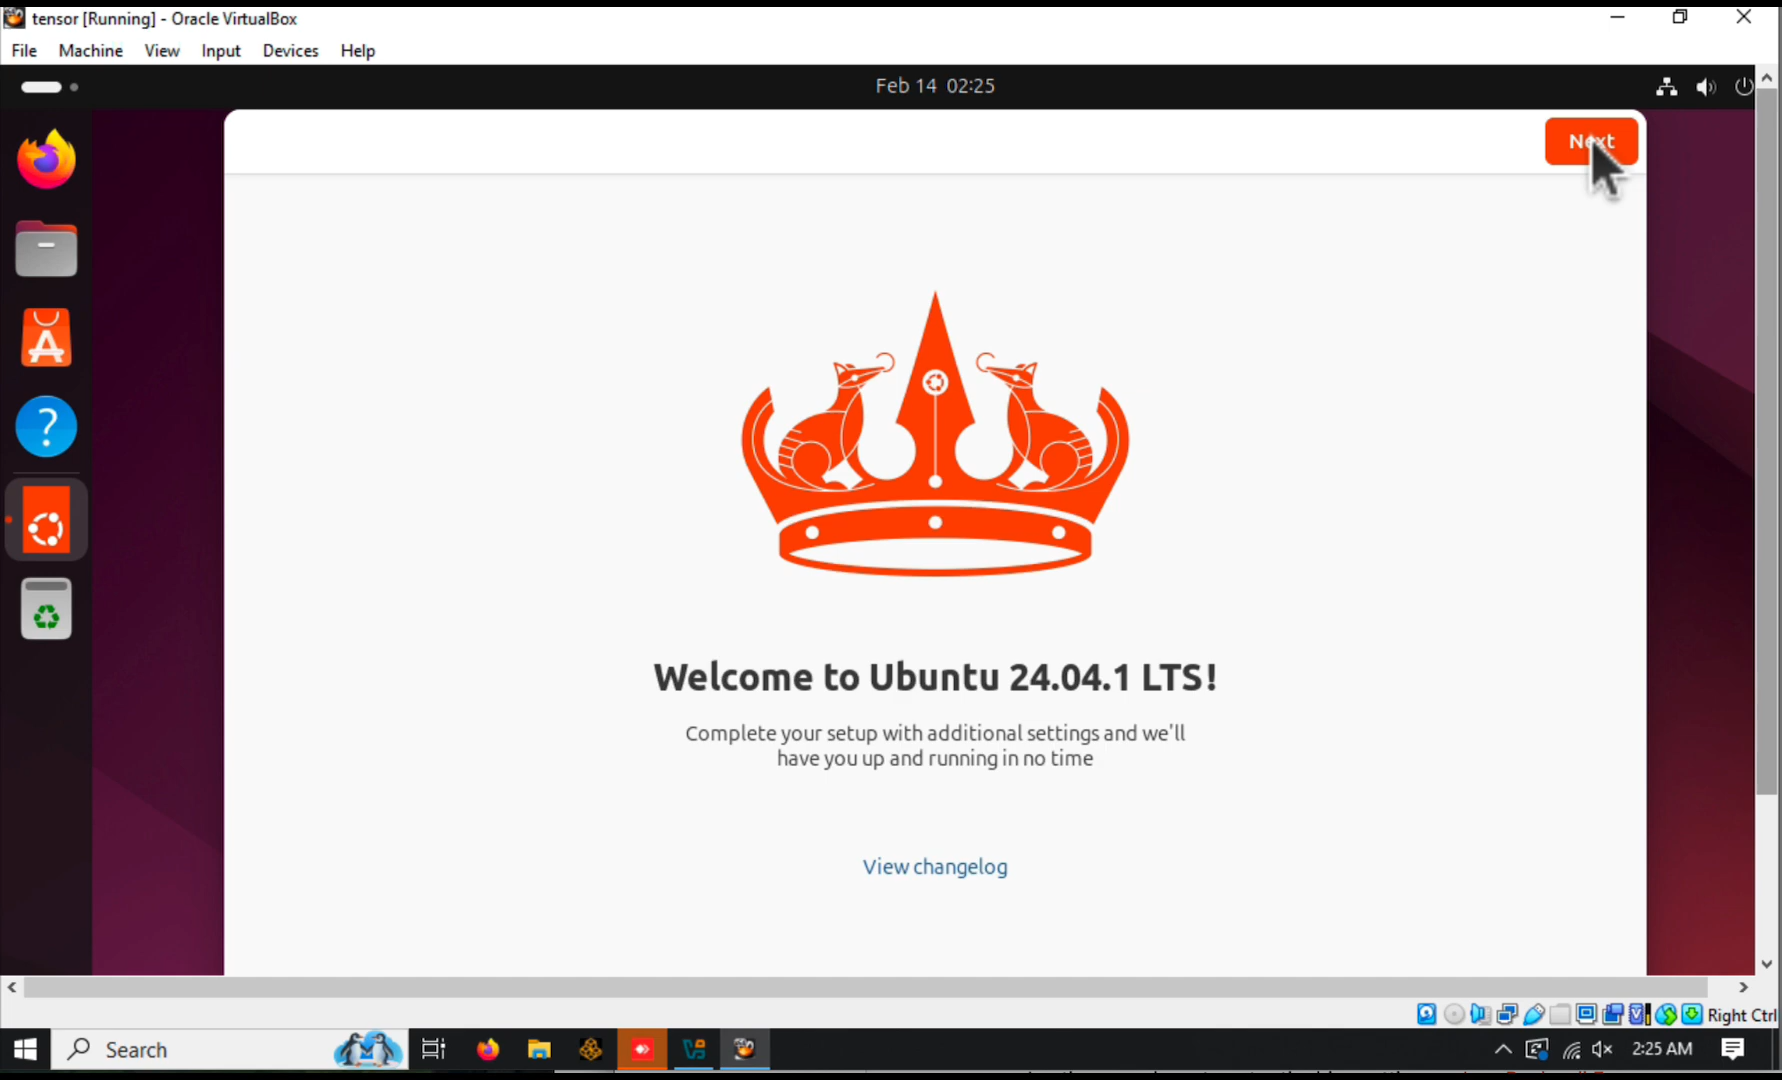 tensor [Running] - Oracle VirtualBox
File Machine View Input Devices Help
Feb 14 02:25
Next
Welcome to Ubuntu 24.04.1 LTS!
Complete your setup with additional settings and we'll
have you up and running in no time
View changelog
Right Ctrl
Search
2:25 AM